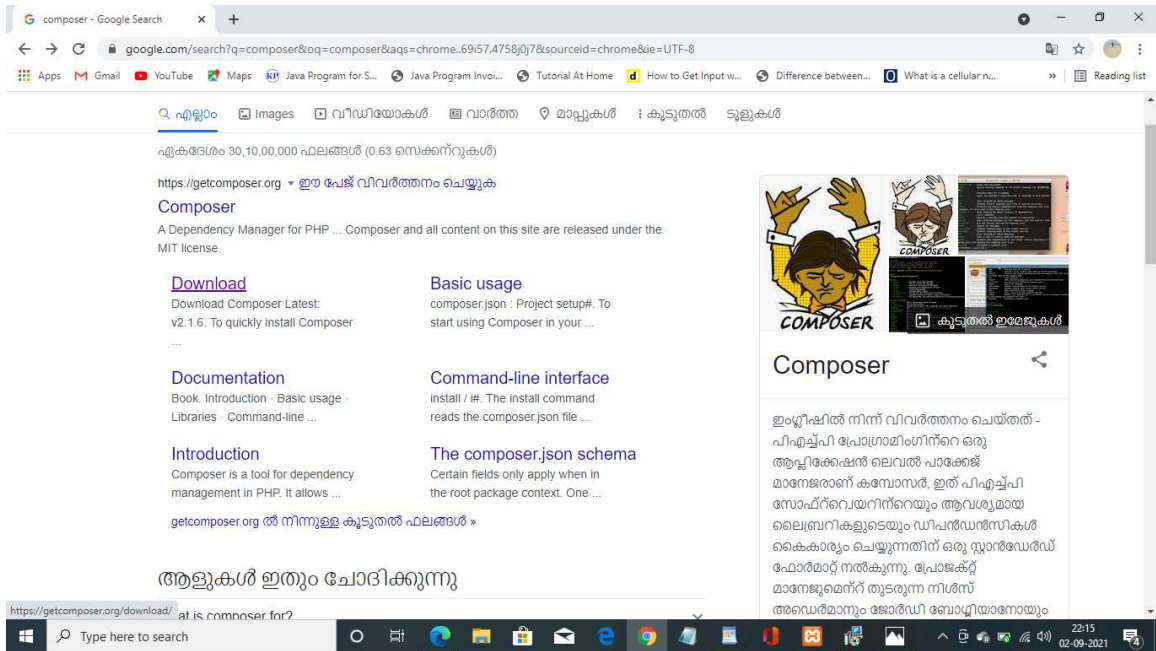 composer - Google Search
google.com/search?q=composer&oq=composer&aqs=chrome..69i57.4758j0j7&sourceid=chrome&ie=UTF-8
Apps Gmail YouTube Maps Java Program for S... Java Program Invoi... Tutorial At Home How to Get Input w... Difference between... What is a cellular n... » Reading list
എല്ലാം Images വീഡിയോകൾ വാർത്ത മാപ്പുകൾ കൂടുതൽ ടൂളുകൾ
ഏകദേശം 30,10,00,000 ഫലങ്ങൾ (0.63 സെക്കന്റുകൾ)
https://getcomposer.org ഈ പേജ് വിവർത്തനം ചെയ്യുക
Composer
A Dependency Manager for PHP ... Composer and all content on this site are released under the
MIT license.
Download
Download Composer Latest:
v2.1.6. To quickly install Composer
...
Basic usage
composer.json : Project setup#. To
start using Composer in your ...
Documentation
Book. Introduction · Basic usage ·
Libraries · Command-line ...
Command-line interface
install / i#. The install command
reads the composer.json file ...
Introduction
Composer is a tool for dependency
management in PHP. It allows ...
The composer.json schema
Certain fields only apply when in
the root package context. One ...
getcomposer.org ൽ നിന്നുള്ള കൂടുതൽ ഫലങ്ങൾ »
ആളുകൾ ഇതും ചോദിക്കുന്നു
at is composer for?
https://getcomposer.org/download/
COMPOSER
COMPOSER
കൂടുതൽ ഇമേജുകൾ
Composer
ഇംഗ്ലീഷിൽ നിന്ന് വിവർത്തനം ചെയ്തത് -
പിഎച്ച്പി പ്രോഗ്രാമിംഗിന്റെ ഒരു
ആപ്ലിക്കേഷൻ ലെവൽ പാക്കേജ്
മാനേജരാണ് കമ്പോസർ, ഇത് പിഎച്ച്പി
സോഫ്റ്റ്വെയറിന്റെയും ആവശ്യമായ
ലൈബ്രറികളുടെയും ഡിപൻഡൻസികൾ
കൈകാര്യം ചെയ്യുന്നതിന് ഒരു സ്റ്റാൻഡേർഡ്
ഫോർമാറ്റ് നൽകുന്നു. പ്രോജക്റ്റ്
മാനേജുമെന്റ് തുടരുന്ന നിൾസ്
അഡെർമാനും ജോർഡി ബോഗ്ഗിയാനോയും
Type here to search
22:15
02-09-2021
4